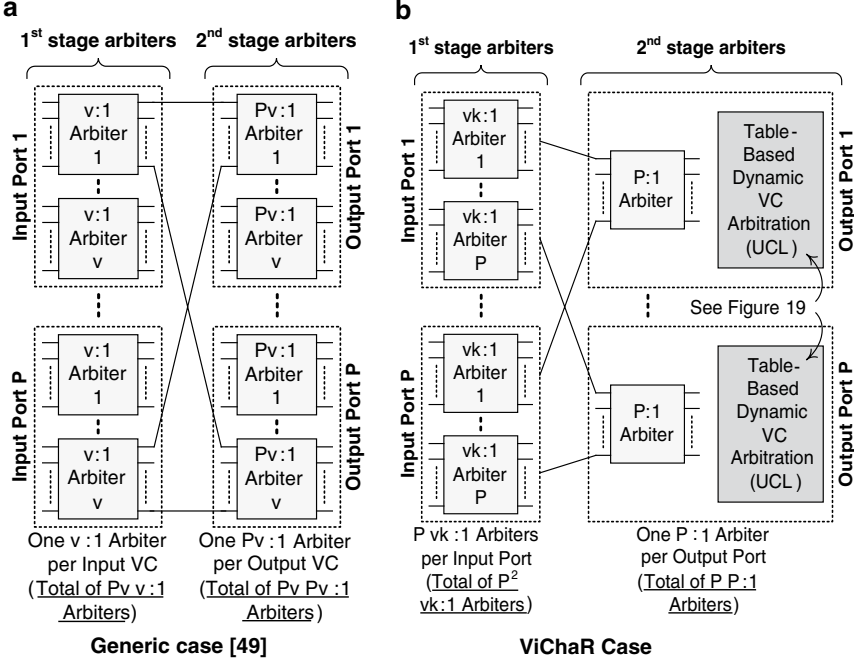 a
1st stage arbiters
2nd stage arbiters
Input Port 1
v:1
Arbiter
1
v:1
Arbiter
v
Pv:1
Arbiter
1
Pv:1
Arbiter
v
Output Port 1
Input Port P
v:1
Arbiter
1
v:1
Arbiter
v
Pv:1
Arbiter
1
Pv:1
Arbiter
v
Output Port P
One v:1 Arbiter
per Input VC
(Total of Pv v:1
Arbiters)
One Pv:1 Arbiter
per Output VC
(Total of Pv Pv:1
Arbiters)
Generic case [49]
b
1st stage arbiters
2nd stage arbiters
Input Port 1
vk:1
Arbiter
1
vk:1
Arbiter
P
P:1
Arbiter
Table-
Based
Dynamic
VC
Arbitration
(UCL)
Output Port 1
See Figure 19
Input Port P
vk:1
Arbiter
1
vk:1
Arbiter
P
P:1
Arbiter
Table-
Based
Dynamic
VC
Arbitration
(UCL)
Output Port P
P vk:1 Arbiters
per Input Port
(Total of P2
vk:1 Arbiters)
One P:1 Arbiter
per Output Port
(Total of P P:1
Arbiters)
ViChaR Case